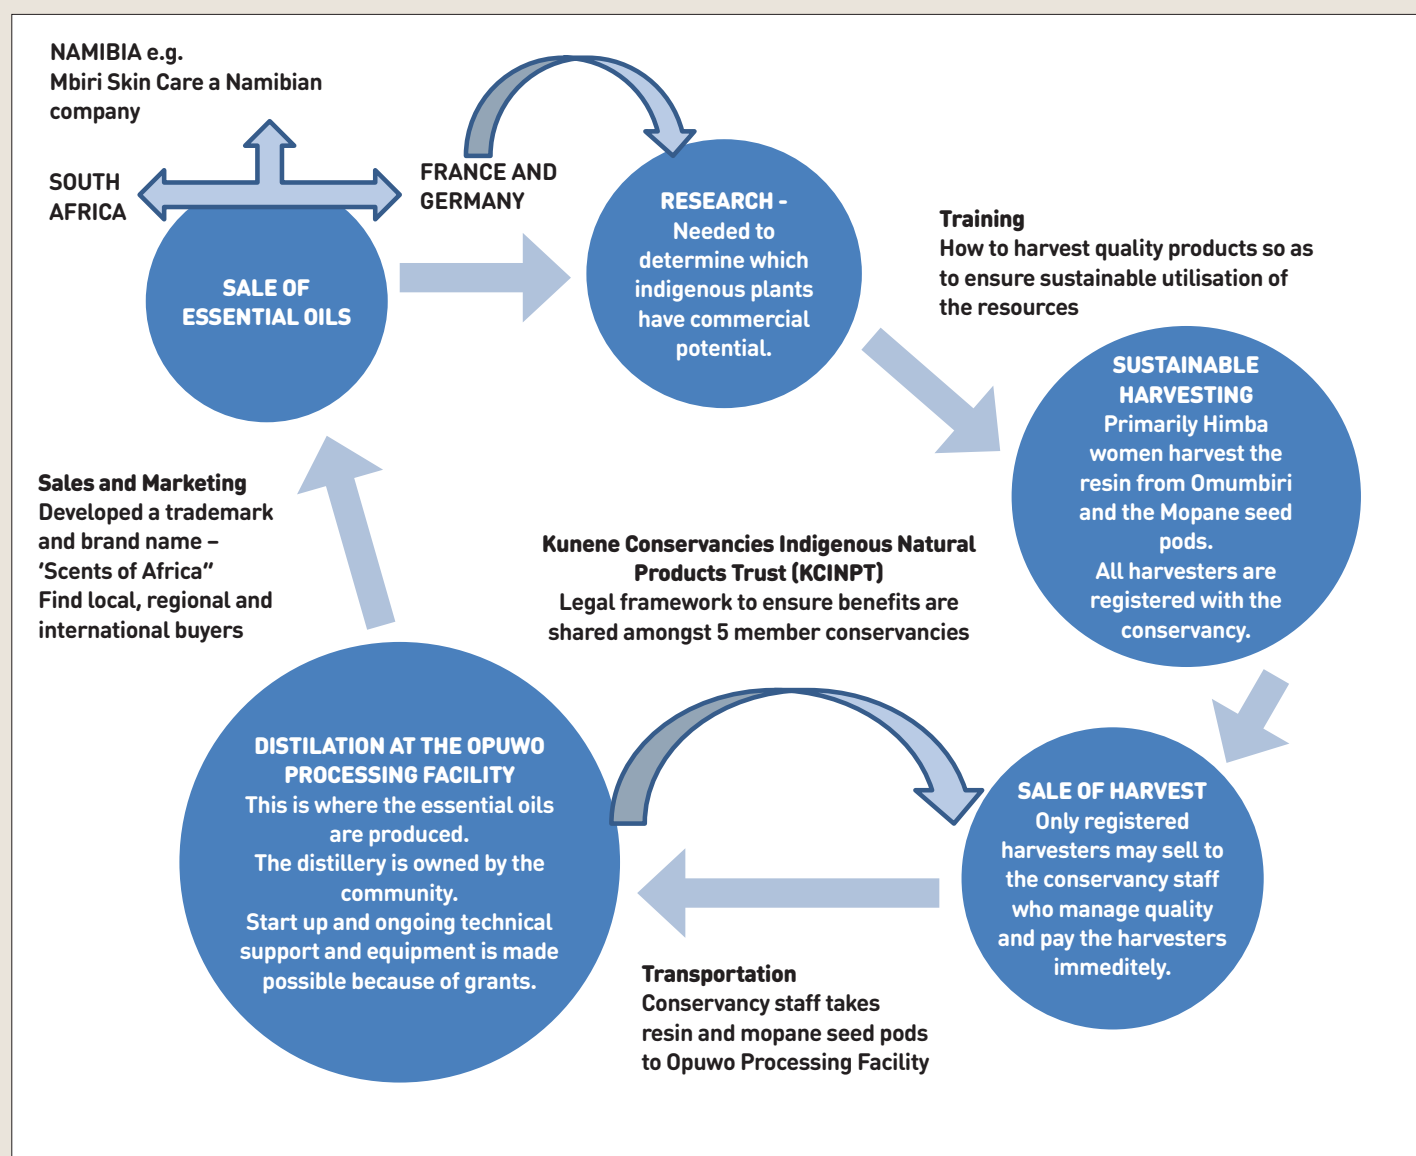 NAMIBIA e.g.
Mbiri Skin Care a Namibian
company
SOUTH
AFRICA
FRANCE AND
GERMANY
SALE OF
ESSENTIAL OILS
RESEARCH -
Needed to
determine which
indigenous plants
have commercial
potential.
Training
How to harvest quality products so as
to ensure sustainable utilisation of
the resources
SUSTAINABLE
HARVESTING
Primarily Himba
women harvest the
resin from Omumbiri
and the Mopane seed
pods.
All harvesters are
registered with the
conservancy.
Sales and Marketing
Developed a trademark
and brand name –
‘Scents of Africa”
Find local, regional and
international buyers
Kunene Conservancies Indigenous Natural
Products Trust (KCINPT)
Legal framework to ensure benefits are
shared amongst 5 member conservancies
DISTILATION AT THE OPUWO
PROCESSING FACILITY
This is where the essential oils
are produced.
The distillery is owned by the
community.
Start up and ongoing technical
support and equipment is made
possible because of grants.
SALE OF HARVEST
Only registered
harvesters may sell to
the conservancy staff
who manage quality
and pay the harvesters
immeditely.
Transportation
Conservancy staff takes
resin and mopane seed pods
to Opuwo Processing Facility